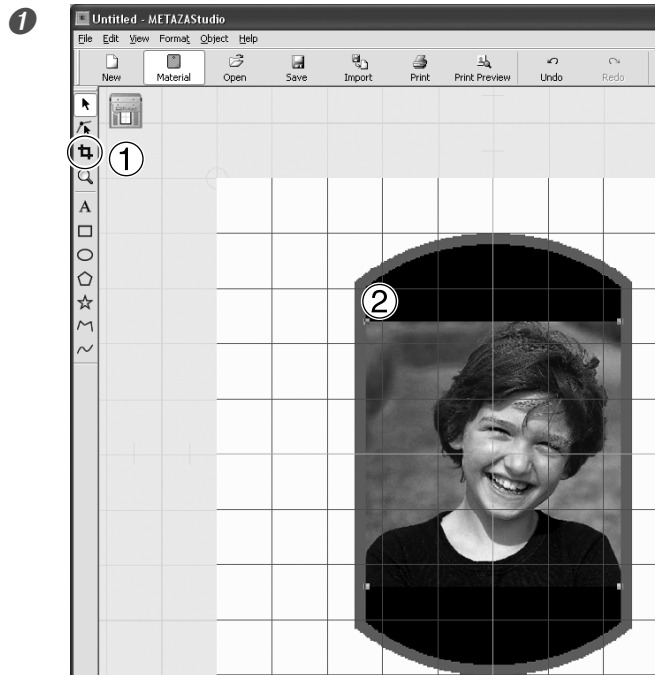 1
Untitled - METAZAStudio
File Edit View Format Object Help
New Material Open Save Import Print Print Preview Undo Redo
1
2
A